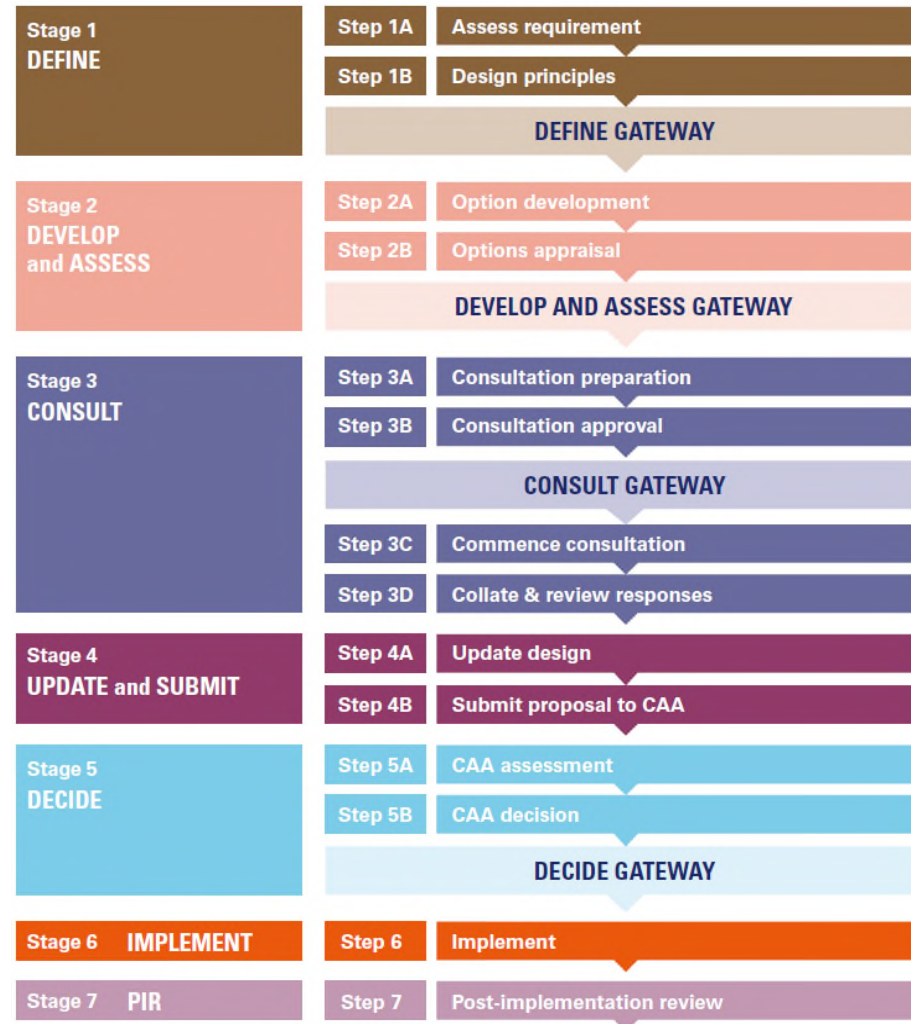 Stage 1
DEFINE
Step 1A Assess requirement
Step 1B Design principles
DEFINE GATEWAY
Stage 2
DEVELOP
and ASSESS
Step 2A Option development
Step 2B Options appraisal
DEVELOP AND ASSESS GATEWAY
Stage 3
CONSULT
Step 3A Consultation preparation
Step 3B Consultation approval
CONSULT GATEWAY
Step 3C Commence consultation
Step 3D Collate & review responses
Stage 4
UPDATE and SUBMIT
Step 4A Update design
Step 4B Submit proposal to CAA
Stage 5
DECIDE
Step 5A CAA assessment
Step 5B CAA decision
DECIDE GATEWAY
Stage 6 IMPLEMENT
Step 6 Implement
Stage 7 PIR
Step 7 Post-implementation review